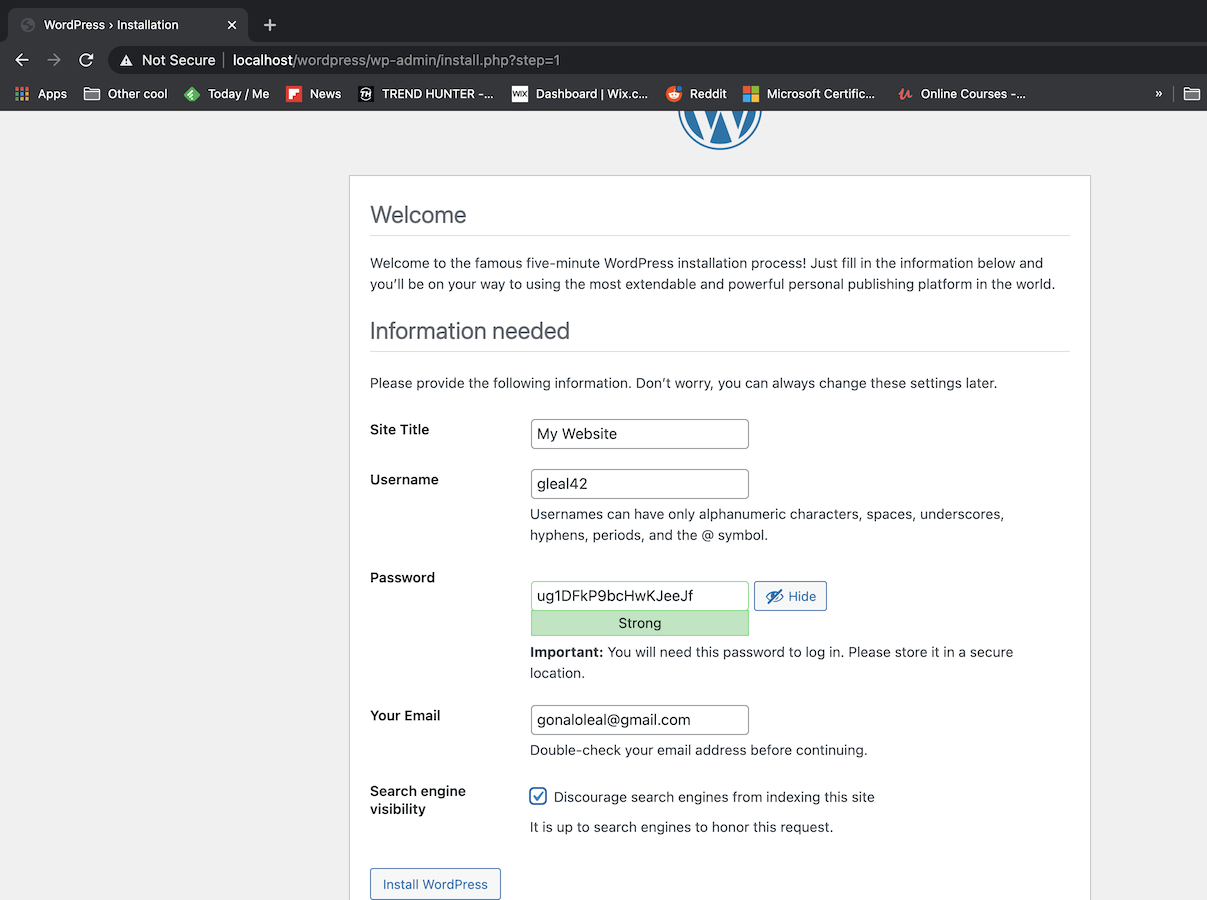 WordPress › Installation
Not Secure localhost/wordpress/wp-admin/install.php?step=1
Apps Other cool Today / Me News TREND HUNTER -... WIX Dashboard | Wix.c... Reddit Microsoft Certific... Online Courses -... »
Welcome
Welcome to the famous five-minute WordPress installation process! Just fill in the information below and
you’ll be on your way to using the most extendable and powerful personal publishing platform in the world.
Information needed
Please provide the following information. Don’t worry, you can always change these settings later.
Site Title
My Website
Username
gleal42
Usernames can have only alphanumeric characters, spaces, underscores,
hyphens, periods, and the @ symbol.
Password
ug1DFkP9bcHwKJeeJf
Hide
Strong
Important: You will need this password to log in. Please store it in a secure
location.
Your Email
gonaloleal@gmail.com
Double-check your email address before continuing.
Search engine
visibility
Discourage search engines from indexing this site
It is up to search engines to honor this request.
Install WordPress